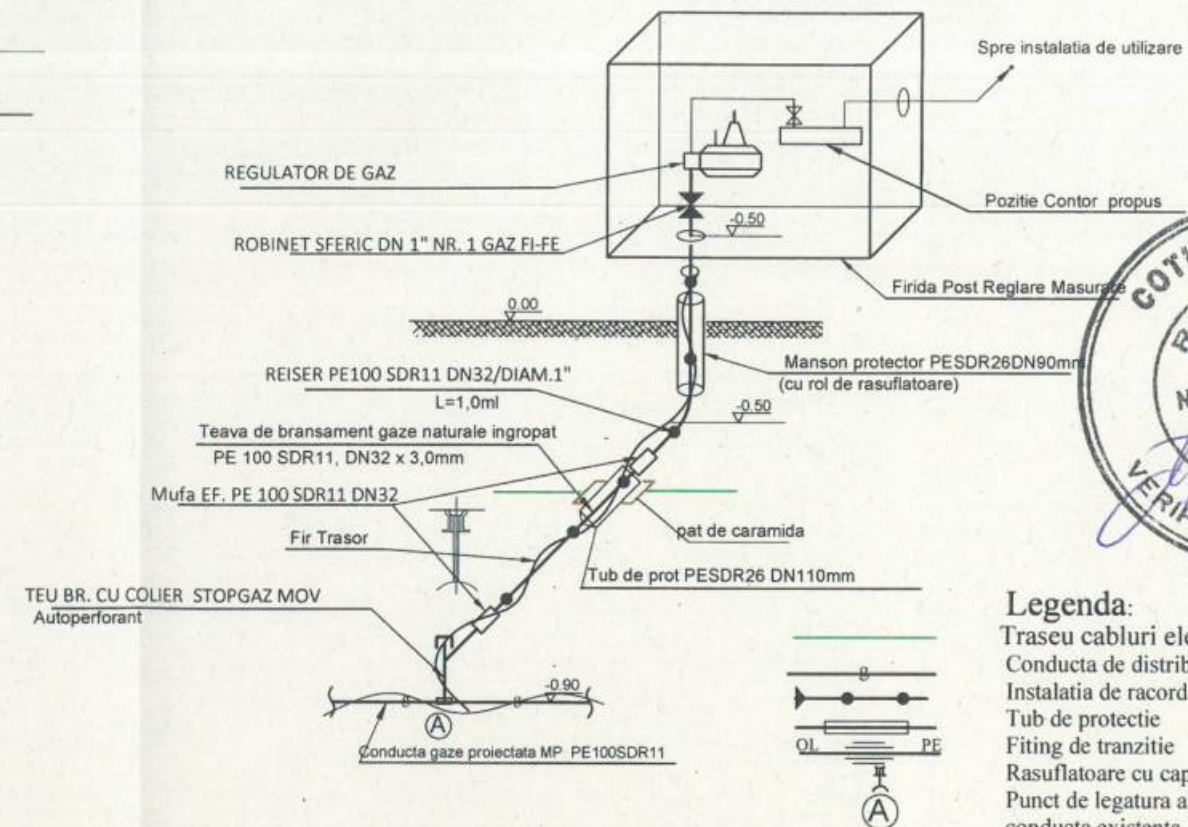 Spre instalatia de utilizare
REGULATOR DE GAZ
Pozitie Contor propus
-0.50
ROBINET SFERIC DN 1" NR. 1 GAZ FI-FE
Firida Post Reglare Masurare
0.00
Manson protector PESDR26DN90mm
(cu rol de rasuflatoare)
REISER PE100 SDR11 DN32/DIAM.1"
L=1,0ml
-0.50
Teava de bransament gaze naturale ingropat
PE 100 SDR11, DN32 x 3,0mm
Mufa EF. PE 100 SDR11 DN32
pat de caramida
Fir Trasor
Tub de prot PESDR26 DN110mm
TEU BR. CU COLIER STOPGAZ MOV
Autoperforant
-0.90
g g
A
Conducta gaze proiectata MP PE100SDR11
Legenda:
Traseu cabluri
Conducta de
g
Instalatia de racord
Tub de protectie
OL PE
Fiting de tranzitie
Rasuflatoare cu
Punct de legatura
A
conducta existenta